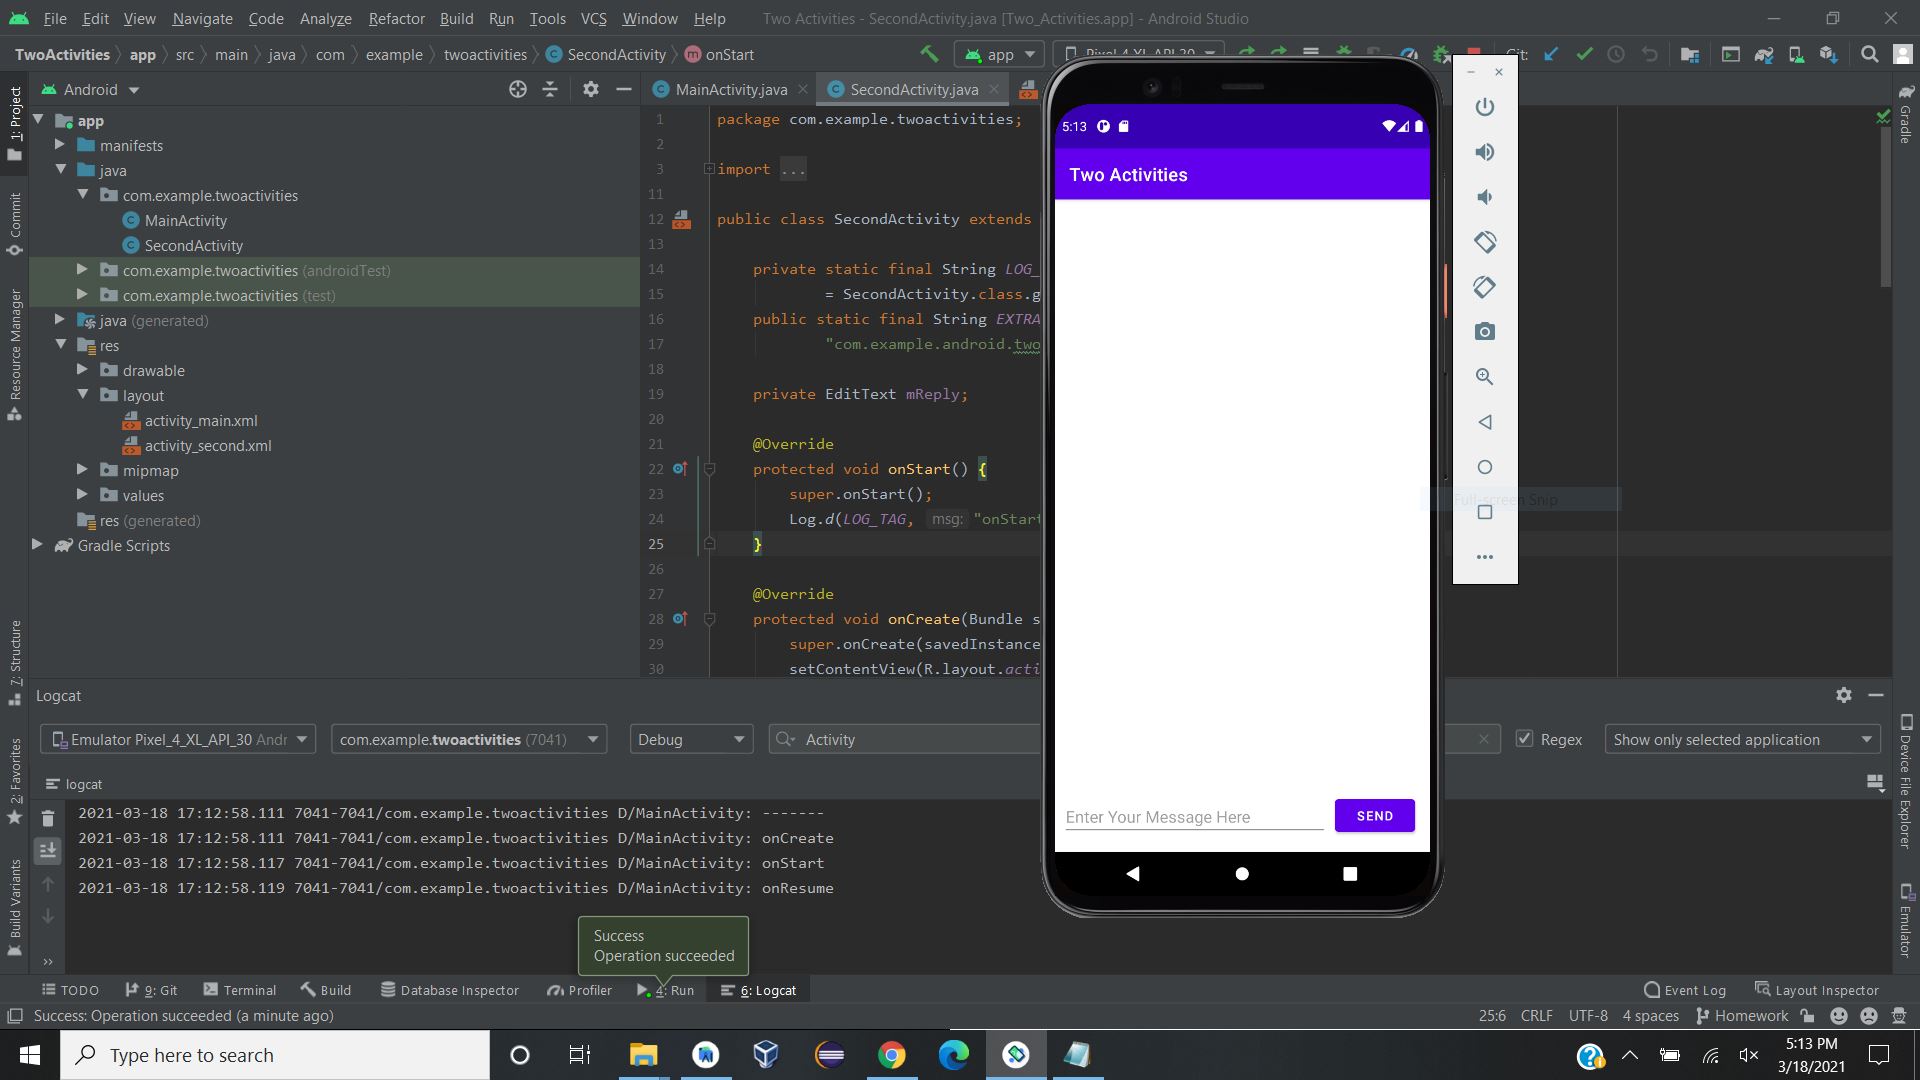 File Edit View Navigate Code Analyze Refactor Build Run Tools VCS Window Help Two Activities - SecondActivity.java [Two_Activities.app] - Android Studio
TwoActivities app src main java com example twoactivities SecondActivity onStart app Pixel 4 XL API 30 Git:
Android MainActivity.java SecondActivity.java
1: Project
Commit
Resource Manager
7: Structure
2: Favorites
Build Variants
app
manifests
java
com.example.twoactivities
MainActivity
SecondActivity
com.example.twoactivities (androidTest)
com.example.twoactivities (test)
java (generated)
res
drawable
layout
activity_main.xml
activity_second.xml
mipmap
values
res (generated)
Gradle Scripts
1 package com.example.twoactivities;
2
3 import ...
11
12 public class SecondActivity extends
13
14 private static final String LOG_
15 = SecondActivity.class.g
16 public static final String EXTRA
17 "com.example.android.two
18
19 private EditText mReply;
20
21 @Override
22 protected void onStart() {
23 super.onStart();
24 Log.d(LOG_TAG, msg: "onStart
25 }
26
27 @Override
28 protected void onCreate(Bundle s
29 super.onCreate(savedInstance
30 setContentView(R.layout.acti
5:13
Two Activities
Enter Your Message Here SEND
Full-screen Snip
Gradle
Device File Explorer
Emulator
Logcat
Emulator Pixel_4_XL_API_30 Andr com.example.twoactivities (7041) Debug Activity Regex Show only selected application
logcat
2021-03-18 17:12:58.111 7041-7041/com.example.twoactivities D/MainActivity: -------
2021-03-18 17:12:58.111 7041-7041/com.example.twoactivities D/MainActivity: onCreate
2021-03-18 17:12:58.117 7041-7041/com.example.twoactivities D/MainActivity: onStart
2021-03-18 17:12:58.119 7041-7041/com.example.twoactivities D/MainActivity: onResume
Success
Operation succeeded
TODO 9: Git Terminal Build Database Inspector Profiler 4: Run 6: Logcat Event Log Layout Inspector
Success: Operation succeeded (a minute ago) 25:6 CRLF UTF-8 4 spaces Homework
Type here to search
5:13 PM
3/18/2021